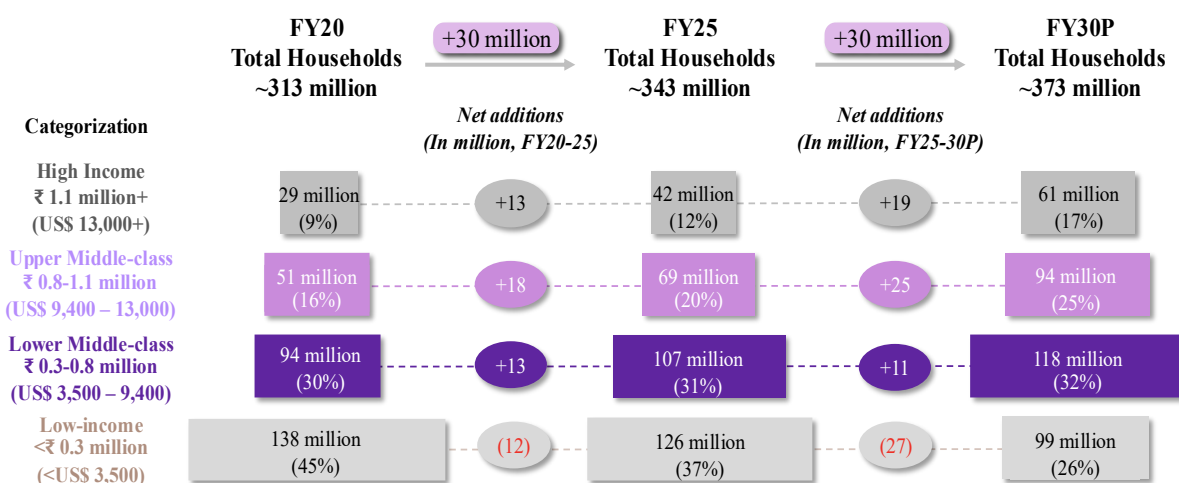 FY20
Total Households
~313 million
+30 million
FY25
Total Households
~343 million
+30 million
FY30P
Total Households
~373 million
Categorization
Net additions
(In million, FY20-25)
Net additions
(In million, FY25-30P)
High Income
₹ 1.1 million+
(US$ 13,000+)
29 million
(9%)
+13
42 million
(12%)
+19
61 million
(17%)
Upper Middle-class
₹ 0.8-1.1 million
(US$ 9,400 – 13,000)
51 million
(16%)
+18
69 million
(20%)
+25
94 million
(25%)
Lower Middle-class
₹ 0.3-0.8 million
(US$ 3,500 – 9,400)
94 million
(30%)
+13
107 million
(31%)
+11
118 million
(32%)
Low-income
<₹ 0.3 million
(<US$ 3,500)
138 million
(45%)
(12)
126 million
(37%)
(27)
99 million
(26%)